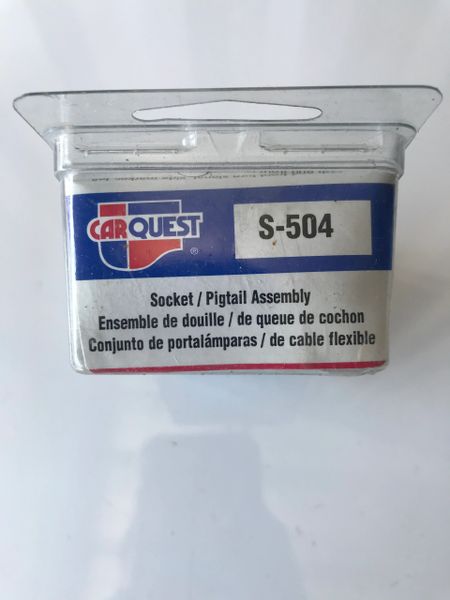 CARQUEST®
S-504
Socket / Pigtail Assembly
Ensemble de douille / de queue de cochon
Conjunto de portalámparas / de cable flexible